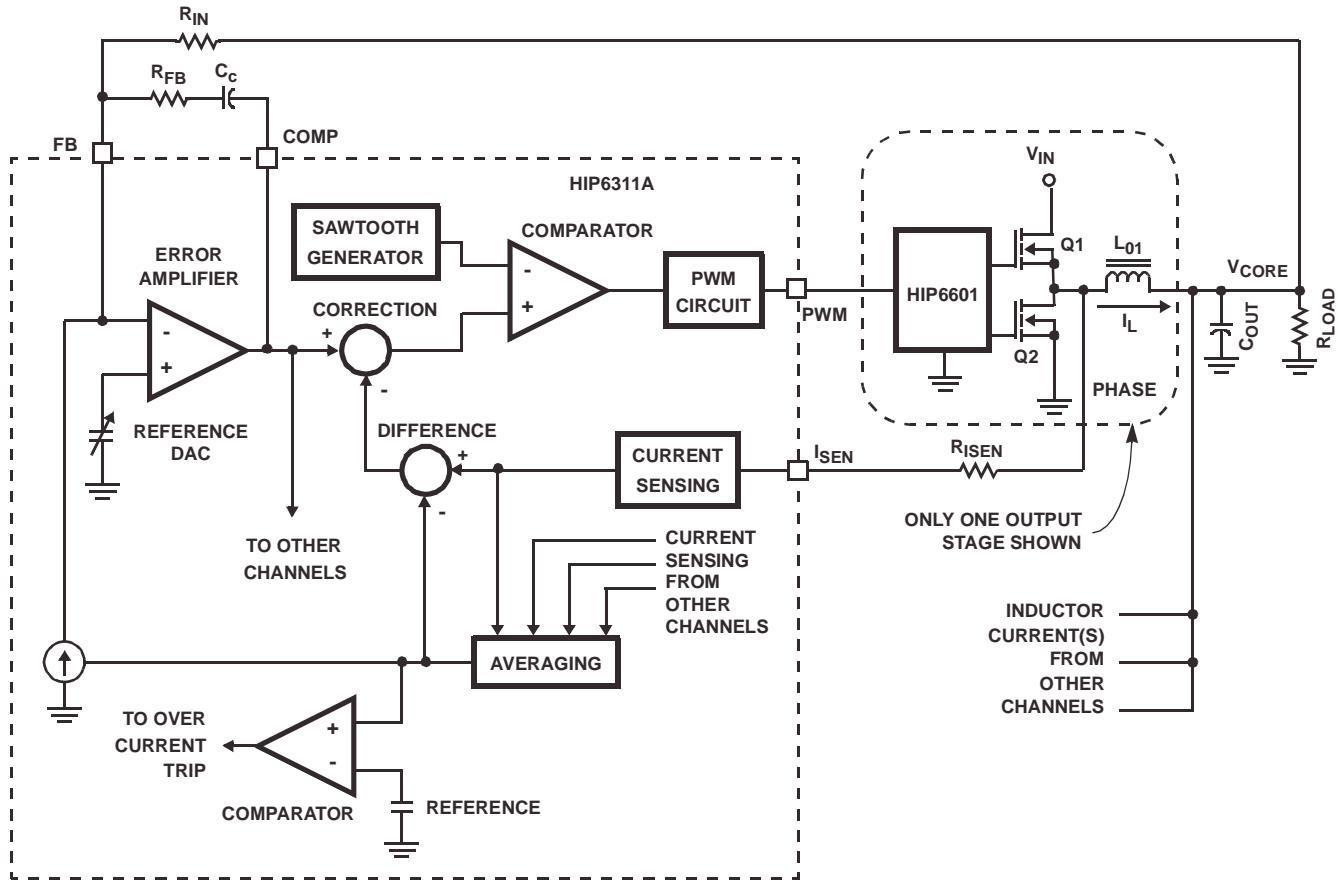 RIN
RFB
Cc
FB
COMP
HIP6311A
VIN
SAWTOOTH
GENERATOR
COMPARATOR
ERROR
AMPLIFIER
-
+
PWM
CIRCUIT
PWM
HIP6601
Q1
Q2
L01
IL
VCORE
COUT
RLOAD
PHASE
CORRECTION
+
-
-
+
REFERENCE
DAC
DIFFERENCE
+
-
CURRENT
SENSING
ISEN
RISEN
ONLY ONE OUTPUT
STAGE SHOWN
TO OTHER
CHANNELS
CURRENT
SENSING
FROM
OTHER
CHANNELS
AVERAGING
INDUCTOR
CURRENT(S)
FROM
OTHER
CHANNELS
TO OVER
CURRENT
TRIP
+
-
COMPARATOR
REFERENCE